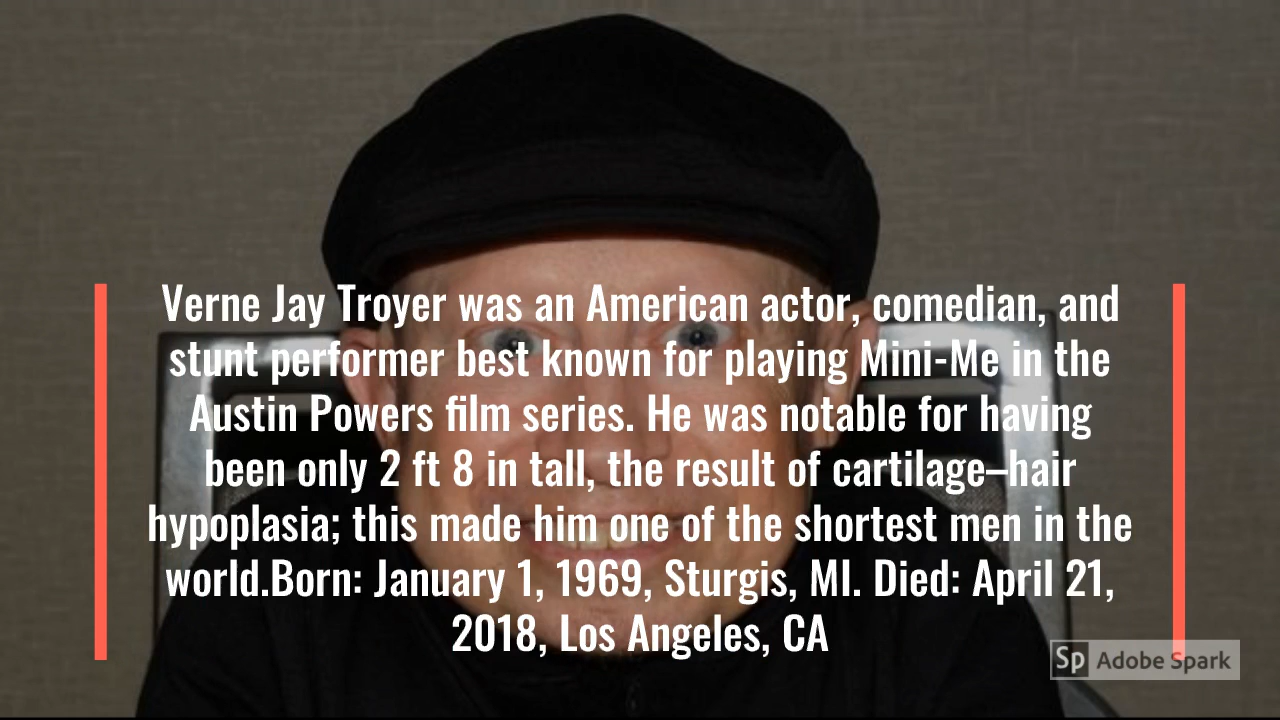 Verne Jay Troyer was an American actor, comedian, and
stunt performer best known for playing Mini-Me in the
Austin Powers film series. He was notable for having
been only 2 ft 8 in tall, the result of cartilage–hair
hypoplasia; this made him one of the shortest men in the
world.Born: January 1, 1969, Sturgis, MI. Died: April 21,
2018, Los Angeles, CA
Sp Adobe Spark